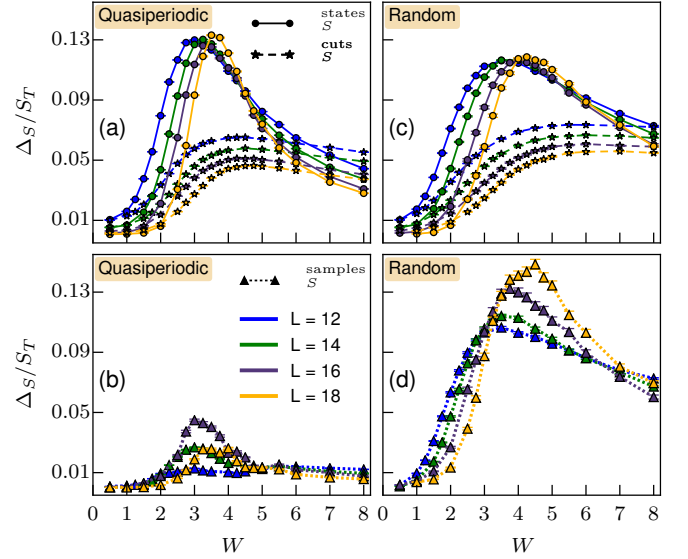 Quasiperiodic
states
S
cuts
S
(a)
0.13
0.09
0.05
0.01
Δ_S/S_T
Random
(c)
Quasiperiodic
samples
S
L = 12
L = 14
L = 16
L = 18
(b)
0.13
0.09
0.05
0.01
Δ_S/S_T
0 1 2 3 4 5 6 7 8
W
Random
(d)
0 1 2 3 4 5 6 7 8
W